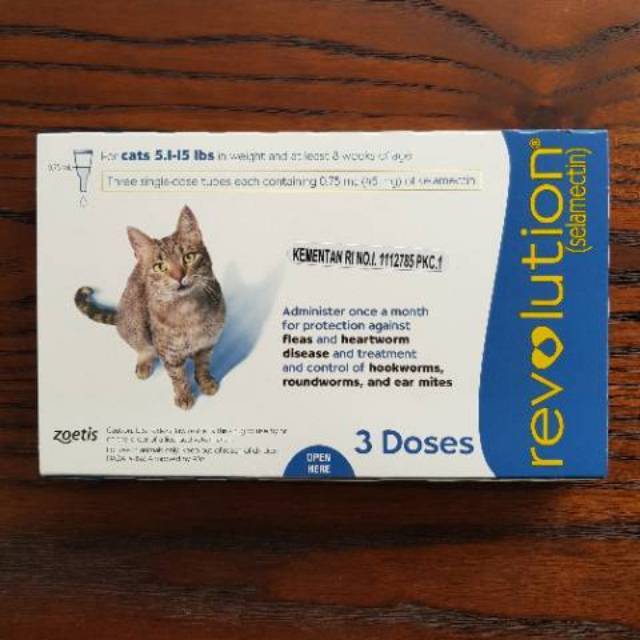 For cats 5.1-15 lbs in weight and at least 8 weeks of age
Three single-dose tubes each containing 0.75 mL (45 mg) of selamectin
KEMENTAN RI NO.I. 1112785 PKC.1
Administer once a month
for protection against
fleas and heartworm
disease and treatment
and control of hookworms,
roundworms, and ear mites
zoetis
3 Doses
OPEN
HERE
revolution®
(selamectin)